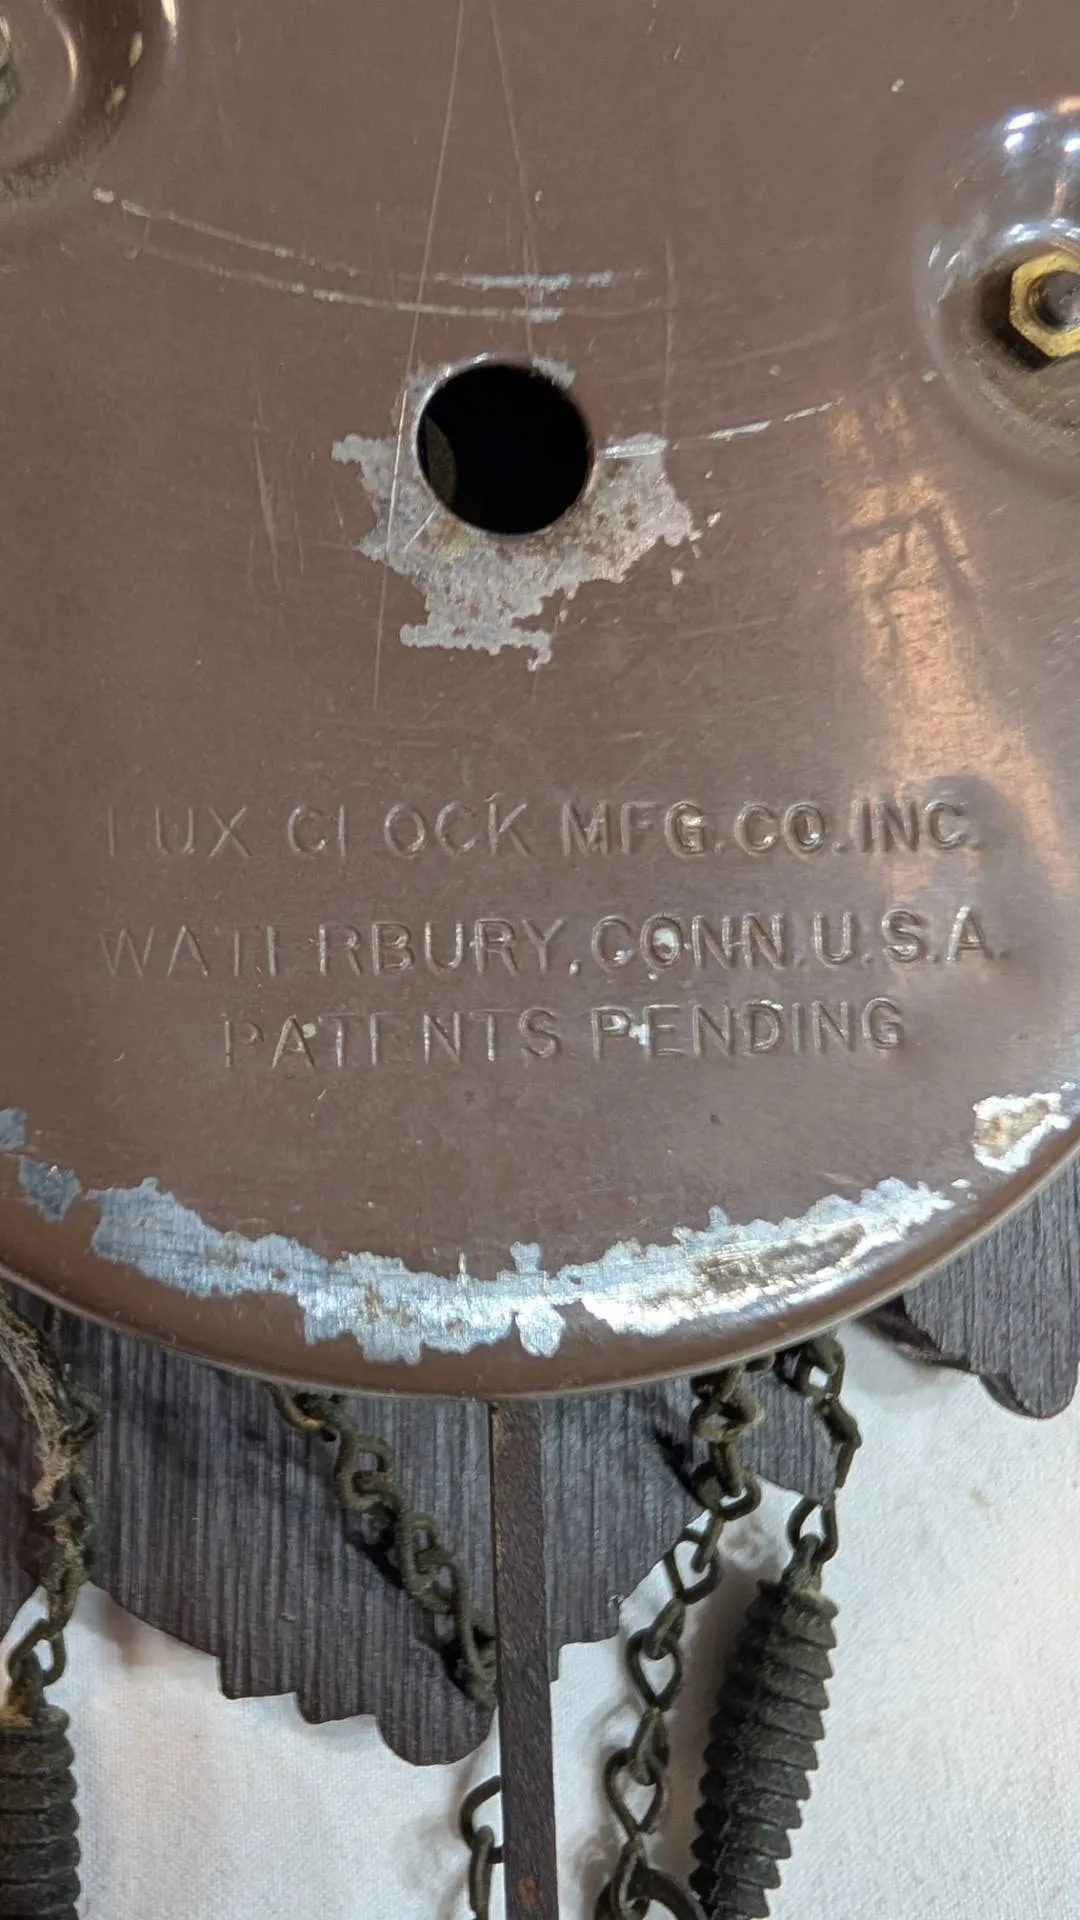 LUX CLOCK MFG. CO. INC.
WATERBURY, CONN. U.S.A.
PATENTS PENDING